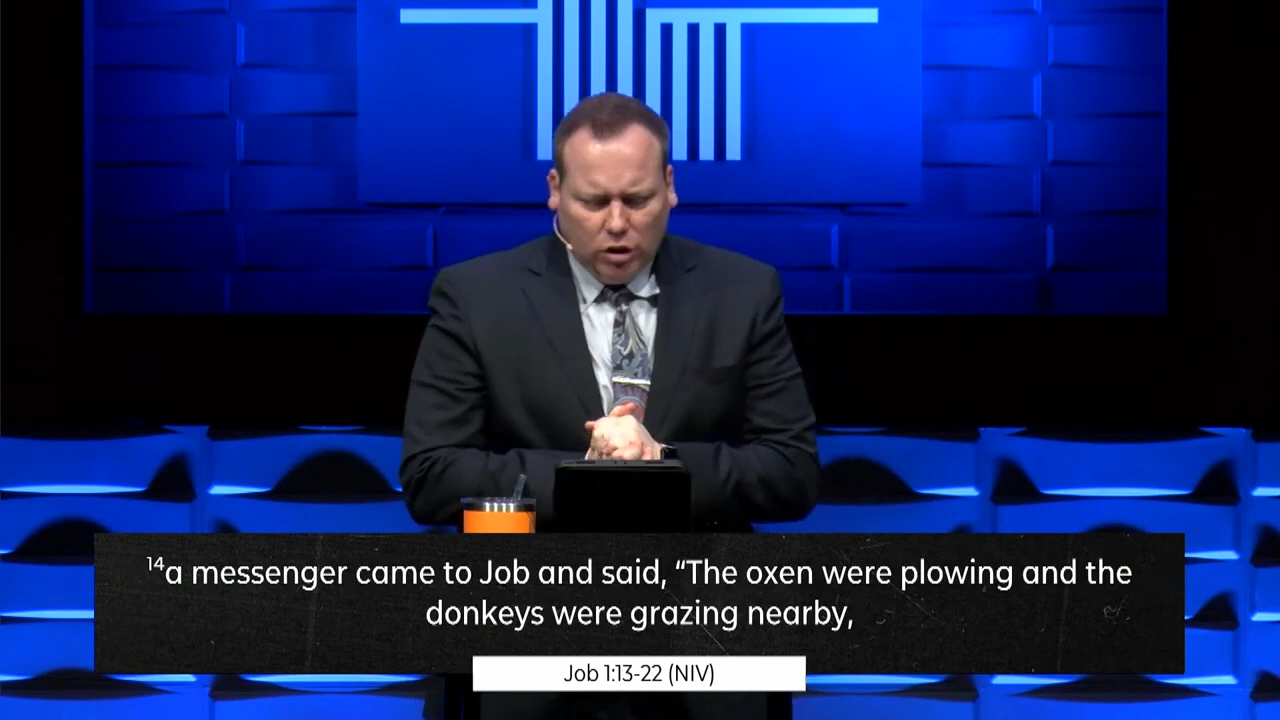 ¹⁴a messenger came to Job and said, “The oxen were plowing and the
donkeys were grazing nearby,
Job 1:13-22 (NIV)